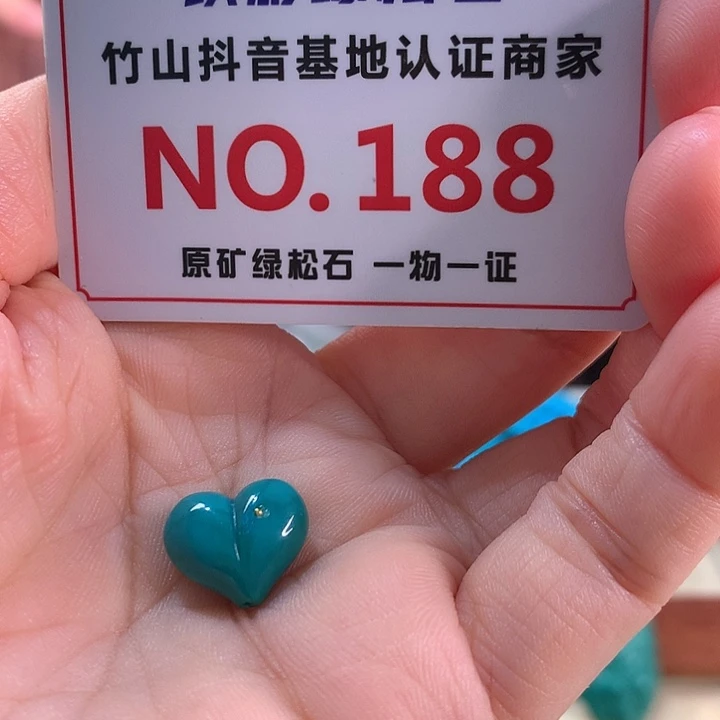 竹山抖音基地认证商家
NO.188
原矿绿松石 一物一证